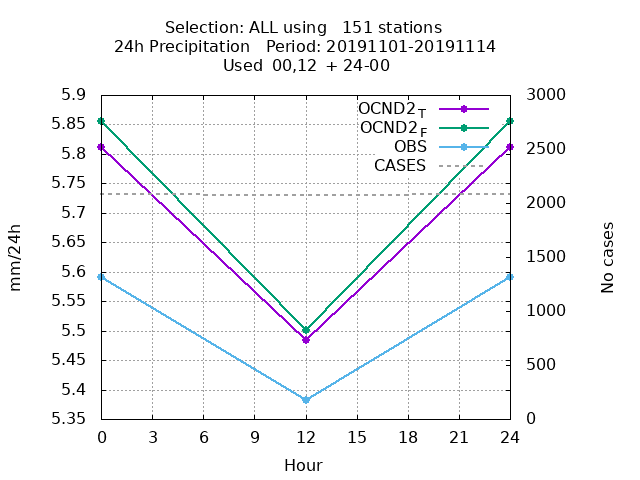 Selection: ALL using   151 stations
24h Precipitation   Period: 20191101-20191114
Used  00,12  + 24-00
OCND2 T
OCND2 F
OBS
CASES
5.9
5.85
5.8
5.75
5.7
5.65
5.6
5.55
5.5
5.45
5.4
5.35
mm/24h
3000
2500
2000
1500
1000
500
0
No cases
0 3 6 9 12 15 18 21 24
Hour